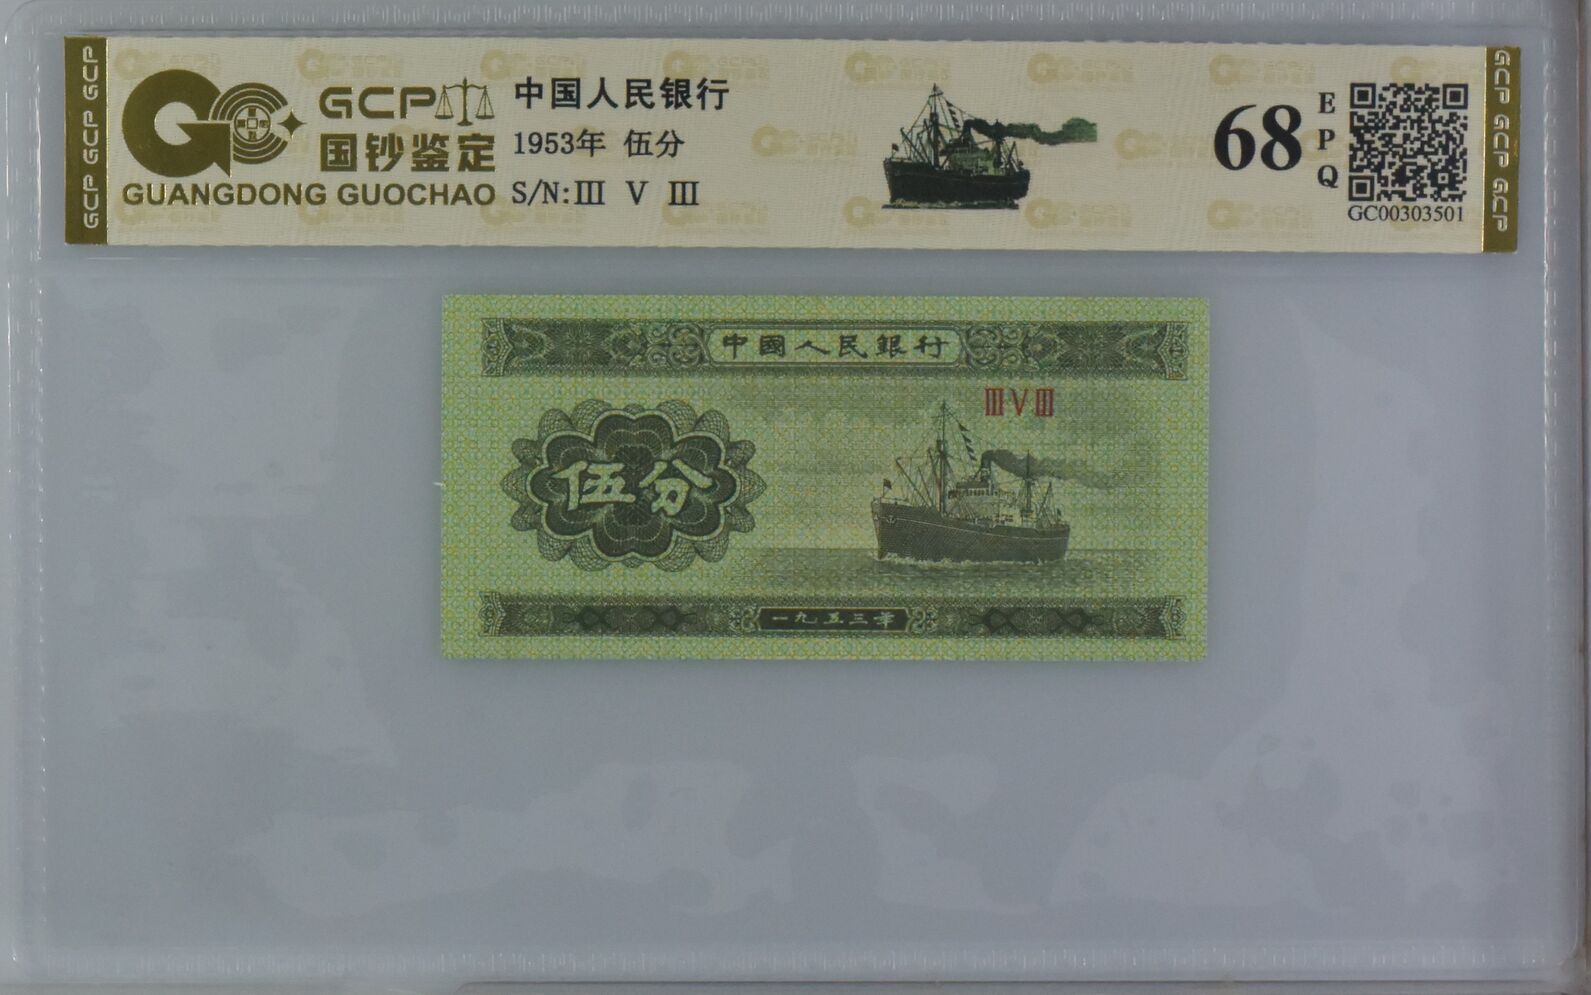 GCP GCP GCP
GCP
国钞鉴定
GUANGDONG GUOCHAO
中国人民银行
1953年 伍分
S/N:Ⅲ Ⅴ Ⅲ
68
EPQ
GC00303501
GCP GCP GCP
中國人民銀行
ⅢⅤⅢ
伍分
一九五三年